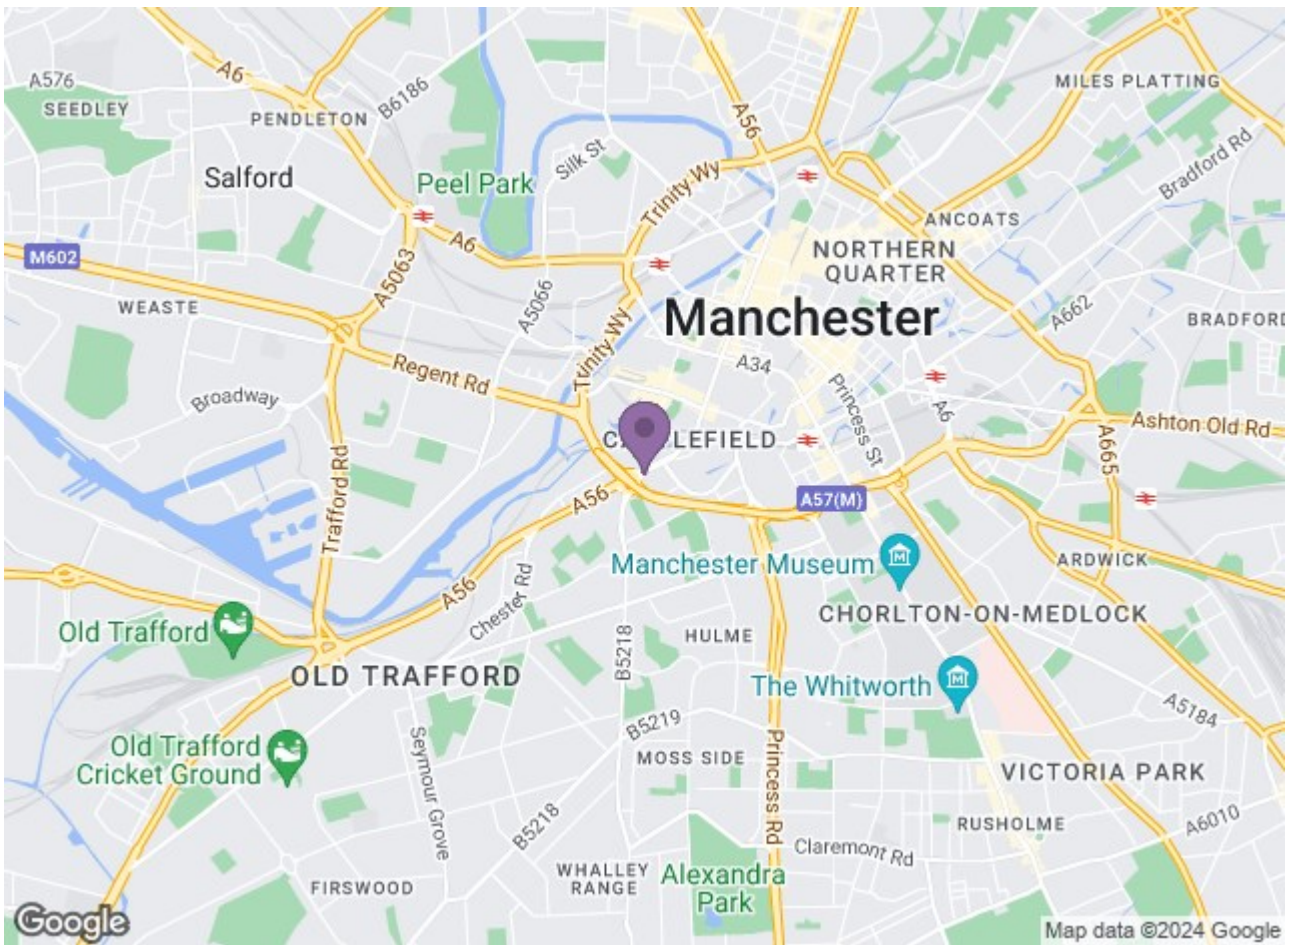 A576
SEEDLEY
A6
PENDLETON
B6186
A56
MILES PLATTING
Bradford Rd
Salford
Peel Park
Silk St
Trinity Wy
ANCOATS
M602
A6
A5063
NORTHERN
QUARTER
WEASTE
A5066
Manchester
A662
BRADFORD
Trinity Wy
Regent Rd
A34
Broadway
Princess St
A6
Ashton Old Rd
A665
Trafford Rd
A56
A57(M)
Manchester Museum
ARDWICK
A56
Chester Rd
CHORLTON-ON-MEDLOCK
Old Trafford
B5218
HULME
OLD TRAFFORD
The Whitworth
A5184
B5219
Old Trafford
Cricket Ground
Seymour Grove
MOSS SIDE
Princess Rd
VICTORIA PARK
B5218
RUSHOLME
A6010
Claremont Rd
WHALLEY
RANGE
Alexandra
Park
FIRSWOOD
Google
Map data ©2024 Google